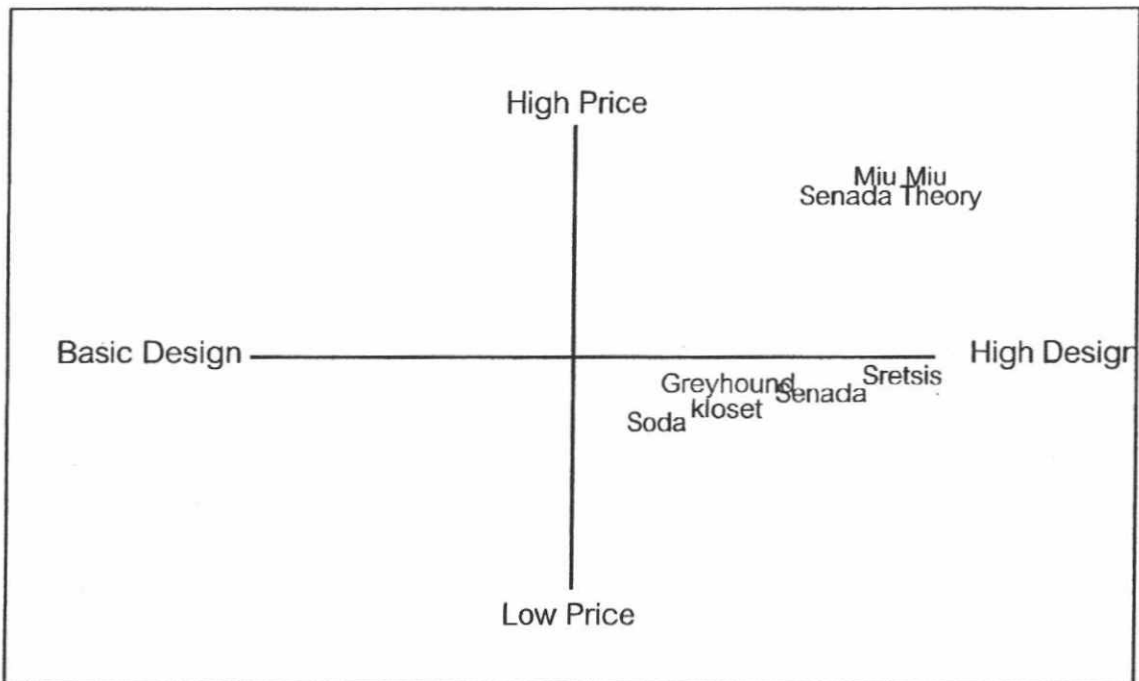 High Price
Miu Miu
Senada Theory
Basic Design
High Design
Sretsis
Greyhound
Senada
kloset
Soda
Low Price